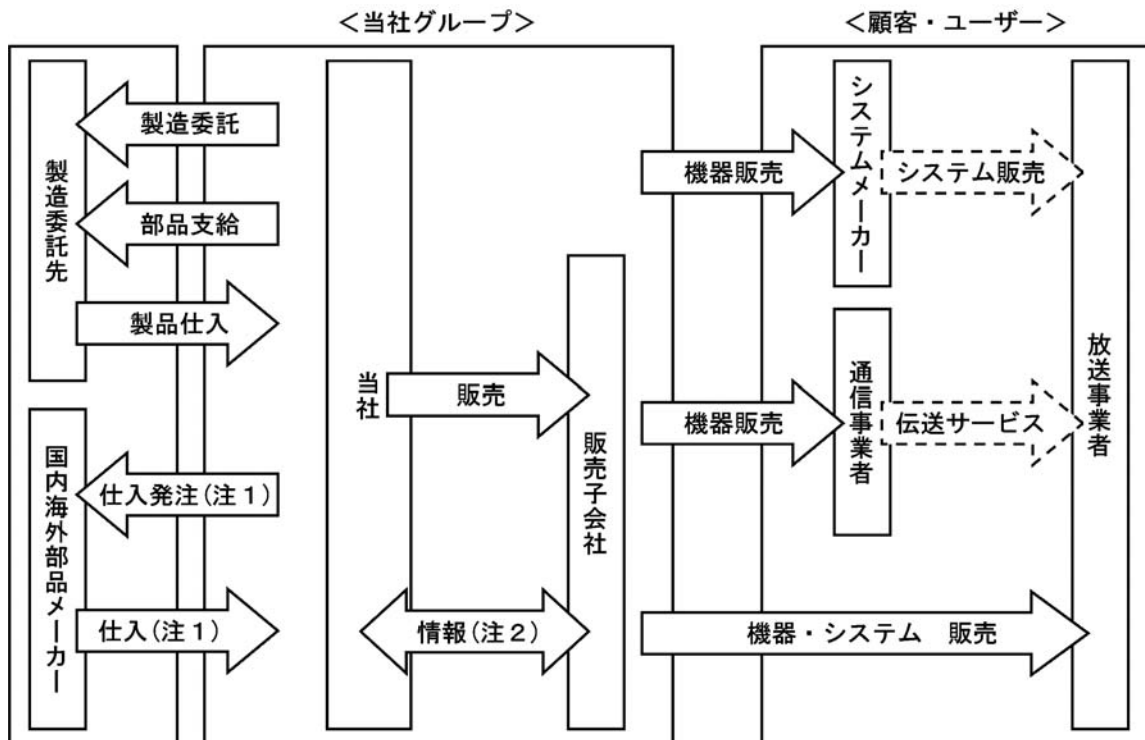 ＜当社グループ＞
＜顧客・ユーザー＞
製造委託先
製造委託
部品支給
製品仕入
国内海外部品メーカー
仕入発注（注１）
仕入（注１）
当社
販売
情報（注２）
販売子会社
機器販売
システムメーカー
システム販売
機器販売
通信事業者
伝送サービス
機器・システム　販売
放送事業者